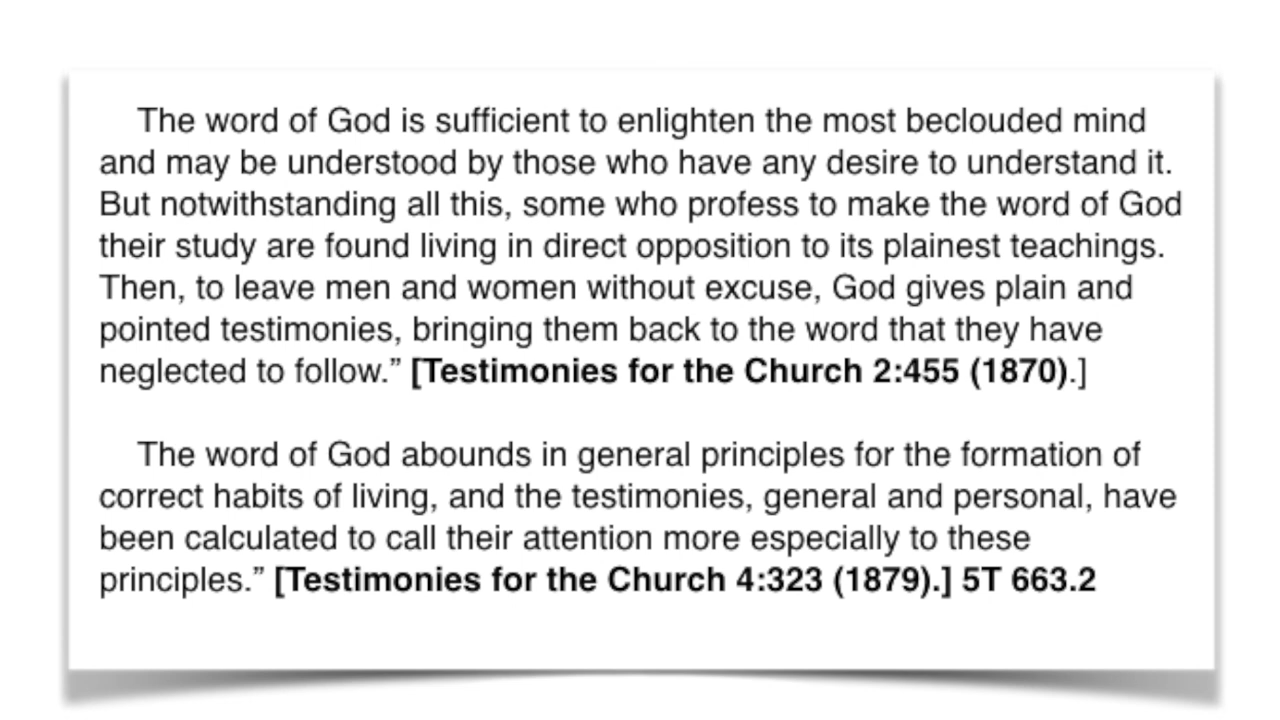 The word of God is sufficient to enlighten the most beclouded mind
and may be understood by those who have any desire to understand it.
But notwithstanding all this, some who profess to make the word of God
their study are found living in direct opposition to its plainest teachings.
Then, to leave men and women without excuse, God gives plain and
pointed testimonies, bringing them back to the word that they have
neglected to follow.” [Testimonies for the Church 2:455 (1870).]
The word of God abounds in general principles for the formation of
correct habits of living, and the testimonies, general and personal, have
been calculated to call their attention more especially to these
principles.” [Testimonies for the Church 4:323 (1879).] 5T 663.2